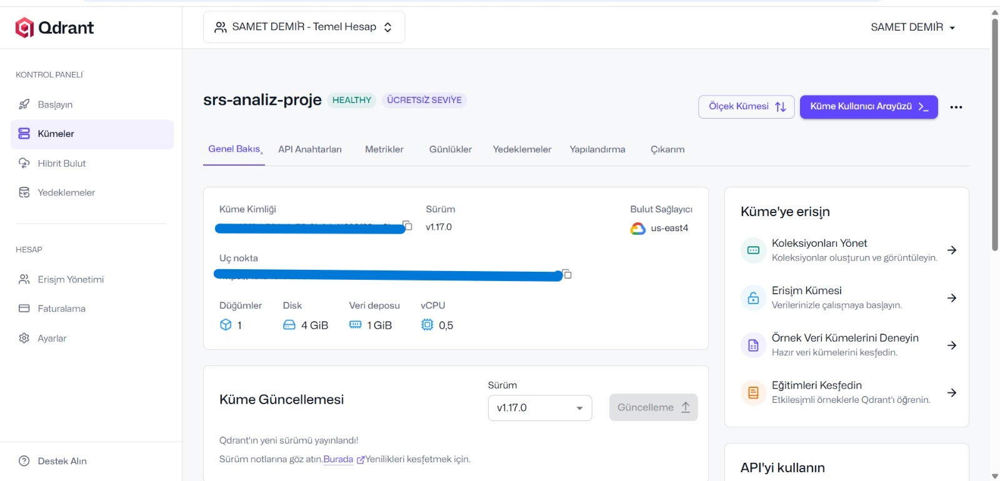 Qdrant
SAMET DEMİR - Temel Hesap
SAMET DEMİR
KONTROL PANELİ
Başlayın
Kümeler
Hibrit Bulut
Yedeklemeler
HESAP
Erişim Yönetimi
Faturalama
Ayarlar
Destek Alın
srs-analiz-proje HEALTHY ÜCRETSİZ SEVİYE
Ölçek Kümesi
Küme Kullanıcı Arayüzü
Genel Bakış API Anahtarları Metrikler Günlükler Yedeklemeler Yapılandırma Çıkarım
Küme Kimliği Sürüm Bulut Sağlayıcı
v1.17.0 us-east4
Uç nokta
Düğümler Disk Veri deposu vCPU
1 4 GiB 1 GiB 0,5
Küme Güncellemesi
Sürüm
v1.17.0
Güncelleme
Qdrant'ın yeni sürümü yayınlandı!
Sürüm notlarına göz atın.Burada Yenilikleri keşfetmek için.
Küme'ye erişin
Koleksiyonları Yönet
Koleksiyonlar oluşturun ve görüntüleyin.
Erişim Kümesi
Verilerinizle çalışmaya başlayın.
Örnek Veri Kümelerini Deneyin
Hazır veri kümelerini keşfedin.
Eğitimleri Keşfedin
Etkileşimli örneklerle Qdrant'ı öğrenin.
API'yi kullanın